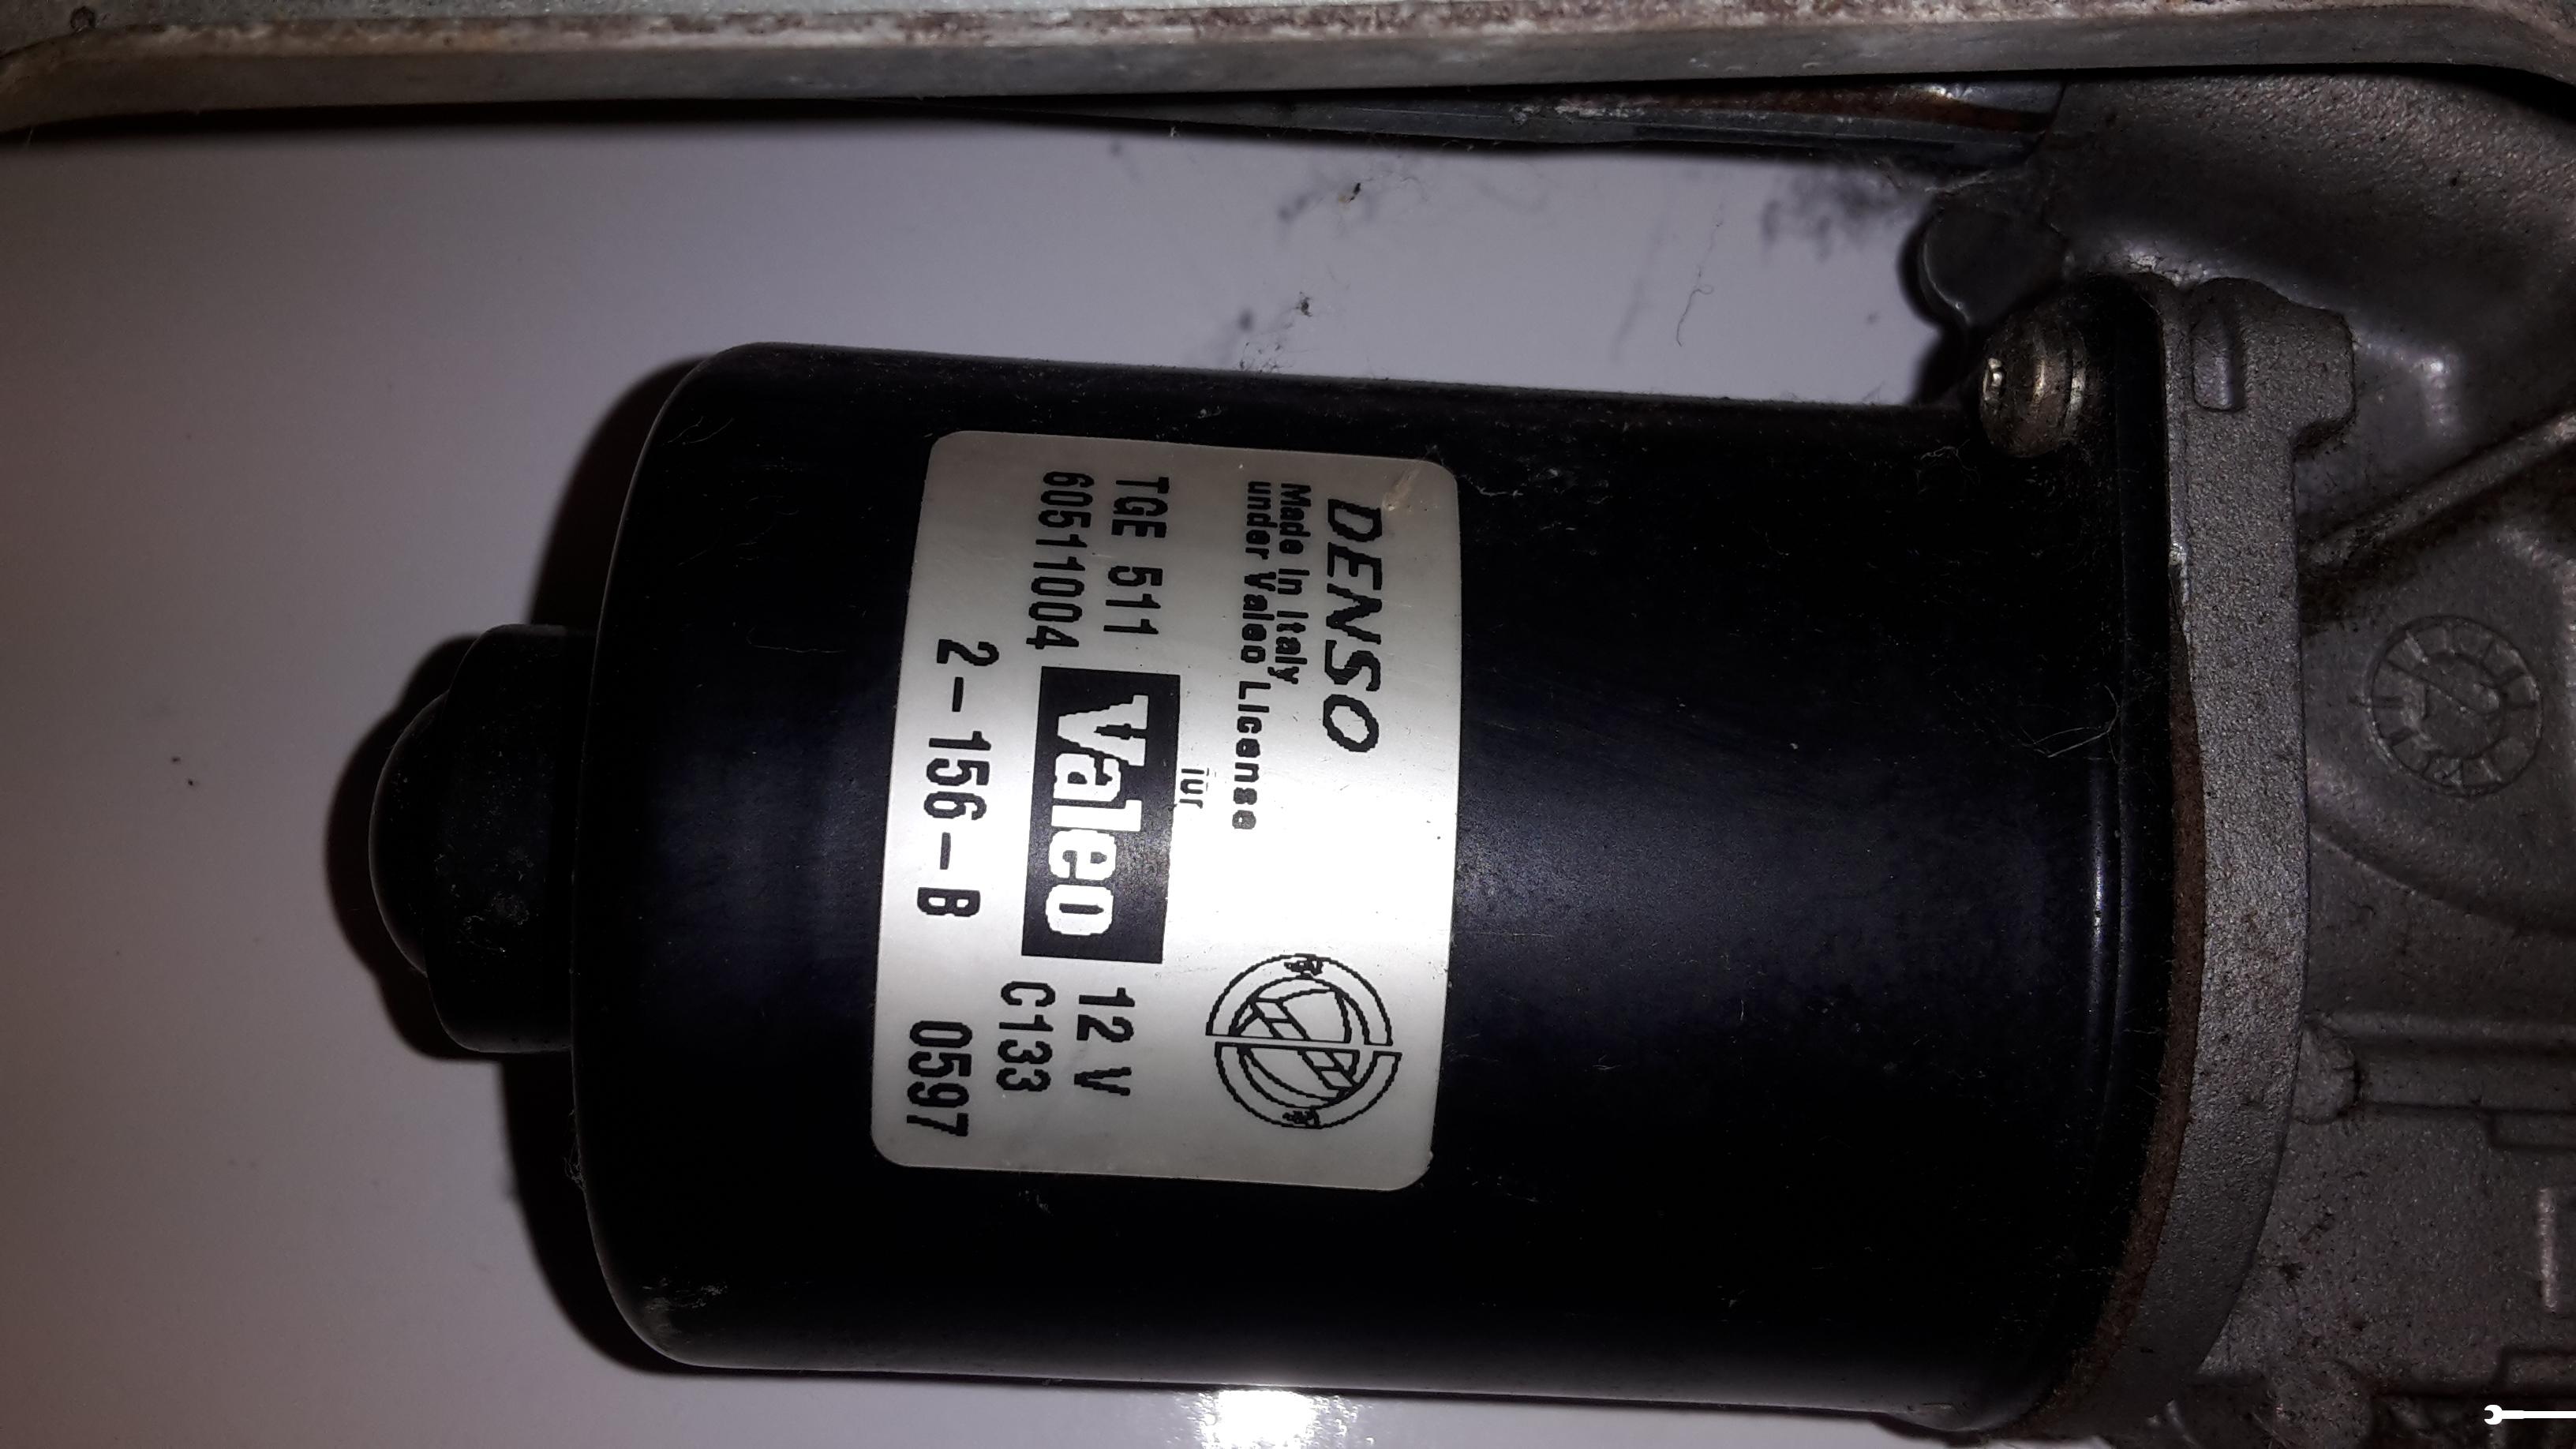 DENSO
Made in Italy
under Valeo License
für
TGE 511
60511004
Valeo
12 V
C133
2-156-B 0597